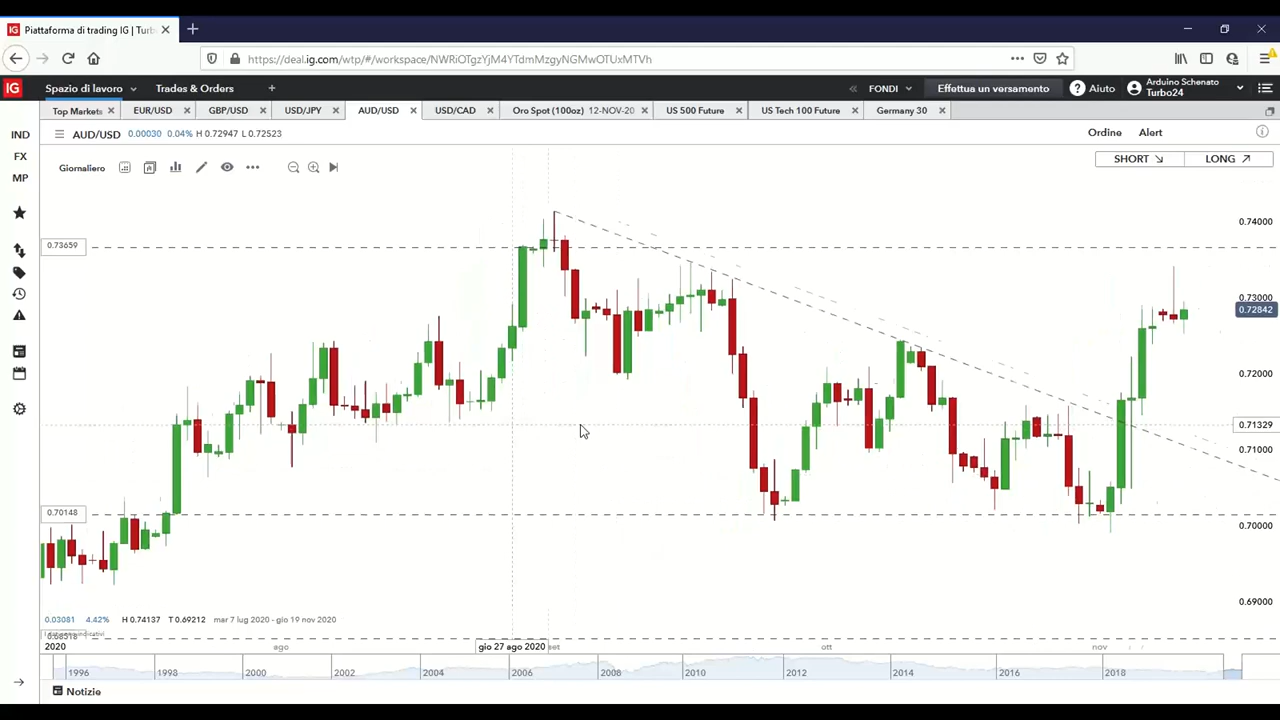 IG Piattaforma di trading IG | Turb
https://deal.ig.com/wtp/#/workspace/NWRiOTgzYjM4YTdmMzgyNGMwOTUxMTVh
IG Spazio di lavoro Trades & Orders + FONDI Effettua un versamento ? Aiuto Arduino Schenato
Turbo24
Top Markets EUR/USD GBP/USD USD/JPY AUD/USD USD/CAD Oro Spot (100oz) 12-NOV-20 US 500 Future US Tech 100 Future Germany 30
IND
FX
MP
AUD/USD 0.00030 0.04% H 0.72947 L 0.72523 Ordine Alert
Giornaliero SHORT LONG
0.74000
0.73659
0.73000
0.72842
0.72000
0.71329
0.71000
0.70148
0.70000
0.69000
0.03081 4.42% H 0.74137 T 0.69212 mar 7 lug 2020 - gio 19 nov 2020
0.68518
2020 ago gio 27 ago 2020 set ott nov
1996 1998 2000 2002 2004 2006 2008 2010 2012 2014 2016 2018
Notizie